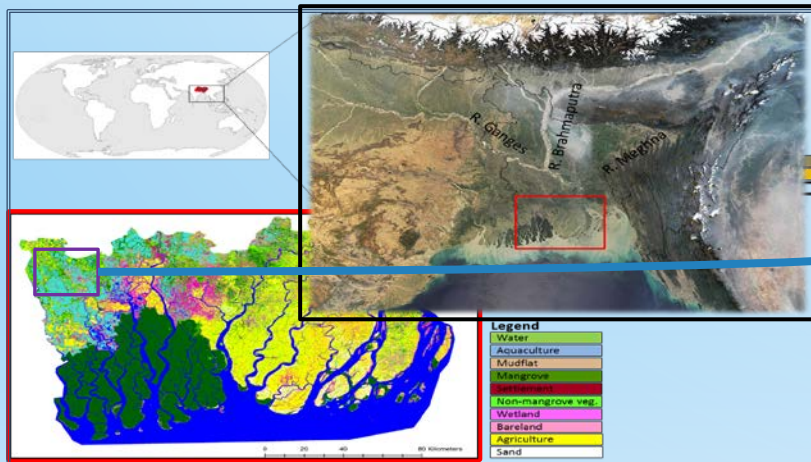 R. Ganges
R. Brahmaputra
R. Meghna
Legend
Water
Aquaculture
Mudflat
Mangrove
Settlement
Non-mangrove veg.
Wetland
Bareland
Agriculture
Sand
0 20 40 80 Kilometers